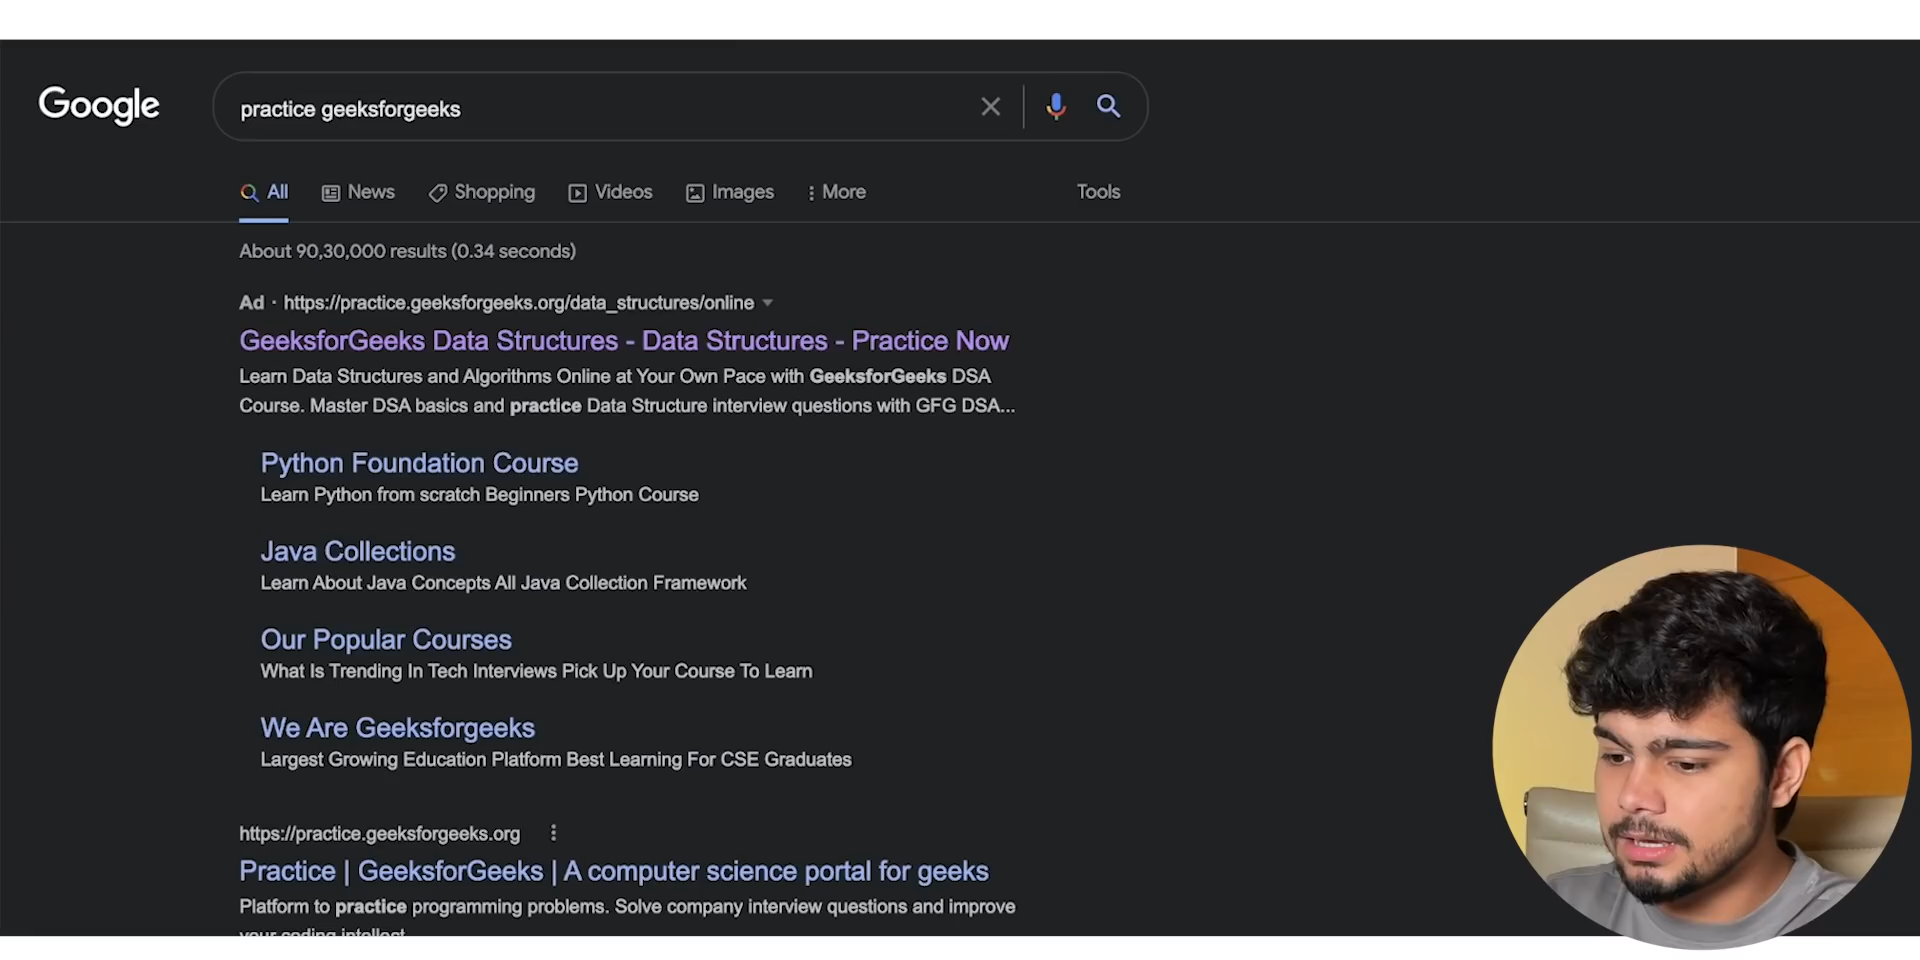 Google
practice geeksforgeeks
All News Shopping Videos Images More Tools
About 90,30,000 results (0.34 seconds)
Ad · https://practice.geeksforgeeks.org/data_structures/online
GeeksforGeeks Data Structures - Data Structures - Practice Now
Learn Data Structures and Algorithms Online at Your Own Pace with GeeksforGeeks DSA
Course. Master DSA basics and practice Data Structure interview questions with GFG DSA...
Python Foundation Course
Learn Python from scratch Beginners Python Course
Java Collections
Learn About Java Concepts All Java Collection Framework
Our Popular Courses
What Is Trending In Tech Interviews Pick Up Your Course To Learn
We Are Geeksforgeeks
Largest Growing Education Platform Best Learning For CSE Graduates
https://practice.geeksforgeeks.org
Practice | GeeksforGeeks | A computer science portal for geeks
Platform to practice programming problems. Solve company interview questions and improve
your coding intellect